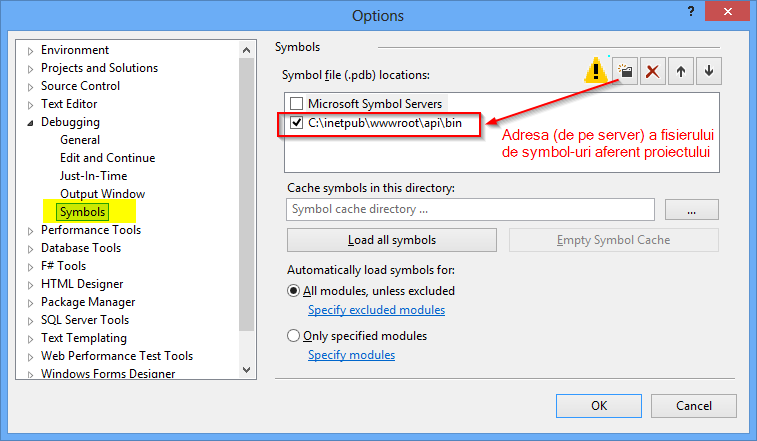 Options
? X
Environment
Projects and Solutions
Source Control
Text Editor
Debugging
General
Edit and Continue
Just-In-Time
Output Window
Symbols
Performance Tools
Database Tools
F# Tools
HTML Designer
Package Manager
SQL Server Tools
Text Templating
Web Performance Test Tools
Windows Forms Designer
Symbols
Symbol file (.pdb) locations:
!
Microsoft Symbol Servers
C:\inetpub\wwwroot\api\bin
Adresa (de pe server) a fisierului
de symbol-uri aferent proiectului
Cache symbols in this directory:
Symbol cache directory ...
...
Load all symbols
Empty Symbol Cache
Automatically load symbols for:
All modules, unless excluded
Specify excluded modules
Only specified modules
Specify modules
OK
Cancel